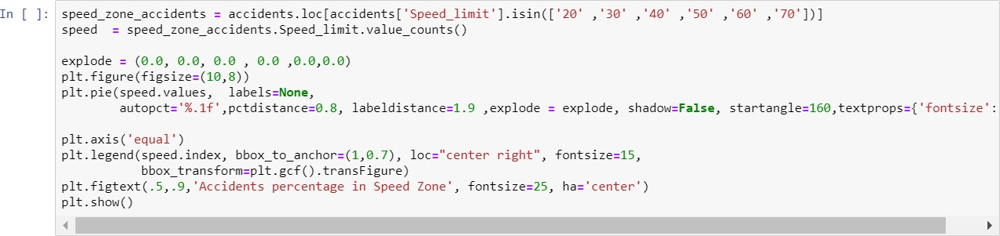 In [ ]: speed_zone_accidents = accidents.loc[accidents['Speed_limit'].isin(['20' ,'30' ,'40' ,'50' ,'60' ,'70'])]
speed  = speed_zone_accidents.Speed_limit.value_counts()
explode = (0.0, 0.0, 0.0 , 0.0 ,0.0,0.0)
plt.figure(figsize=(10,8))
plt.pie(speed.values,  labels=None,
        autopct='%.1f',pctdistance=0.8, labeldistance=1.9 ,explode = explode, shadow=False, startangle=160,textprops={'fontsize':
plt.axis('equal')
plt.legend(speed.index, bbox_to_anchor=(1,0.7), loc="center right", fontsize=15,
           bbox_transform=plt.gcf().transFigure)
plt.figtext(.5,.9,'Accidents percentage in Speed Zone', fontsize=25, ha='center')
plt.show()